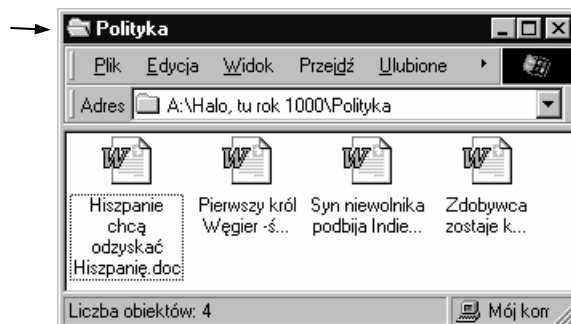 Polityka
Plik Edycja Widok Przejdź Ulubione
Adres A:\Halo, tu rok 1000\Polityka
Hiszpanie chcą odzyskać Hiszpanię.doc
Pierwszy król Węgier -ś...
Syn niewolnika podbija Indie...
Zdobywca zostaje k...
Liczba obiektów: 4 Mój kom